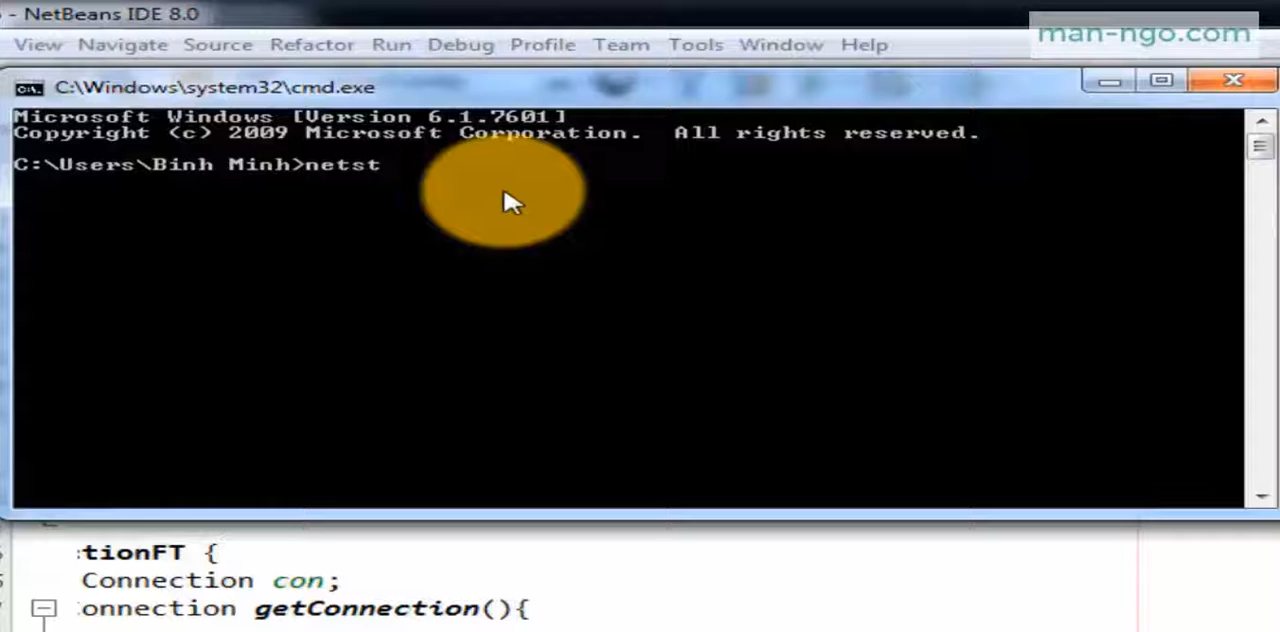 - NetBeans IDE 8.0
View Navigate Source Refactor Run Debug Profile Team Tools Window Help
man-ngo.com
C:\Windows\system32\cmd.exe
Microsoft Windows [Version 6.1.7601]
Copyright (c) 2009 Microsoft Corporation. All rights reserved.
C:\Users\Binh Minh>netst
tionFT {
Connection con;
onnection getConnection(){